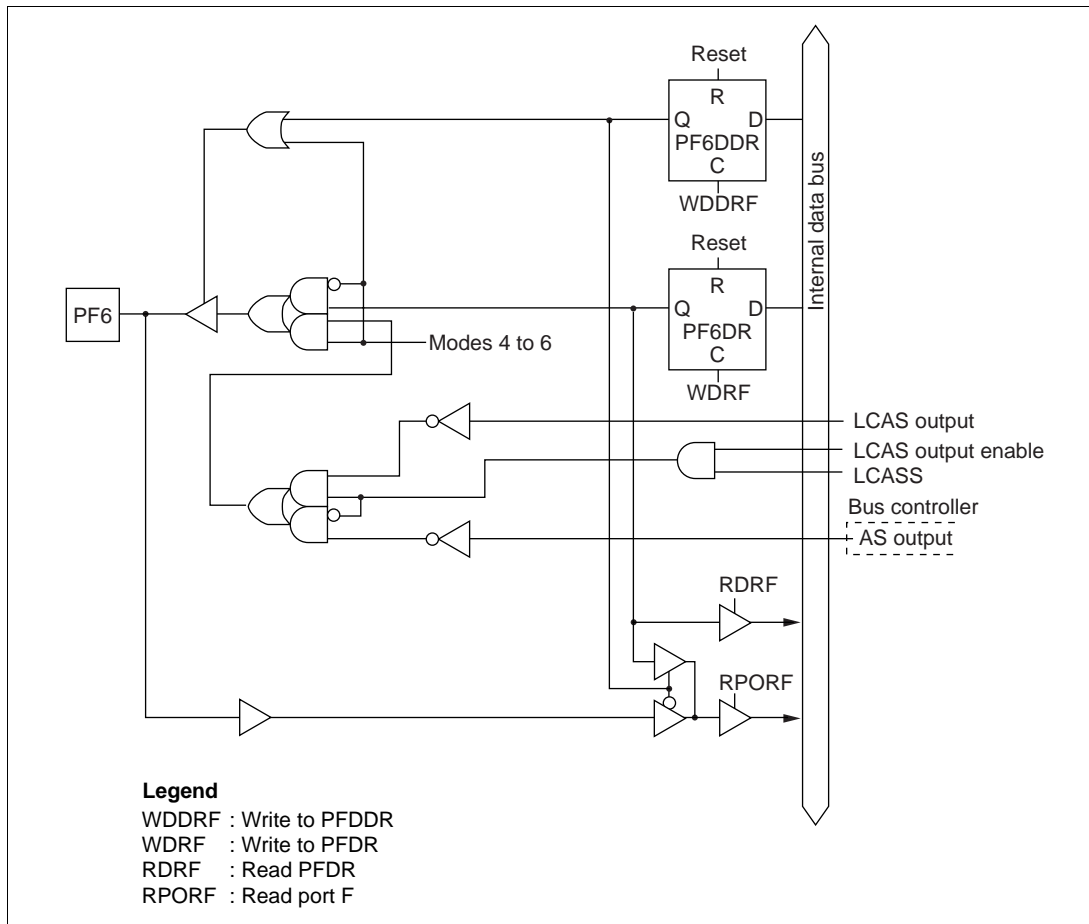 Reset
R
Q D
PF6DDR
C
WDDRF
Internal data bus
Reset
R
Q D
PF6DR
C
WDRF
PF6
Modes 4 to 6
LCAS output
LCAS output enable
LCASS
Bus controller
AS output
RDRF
RPORF
Legend
WDDRF : Write to PFDDR
WDRF : Write to PFDR
RDRF : Read PFDR
RPORF : Read port F